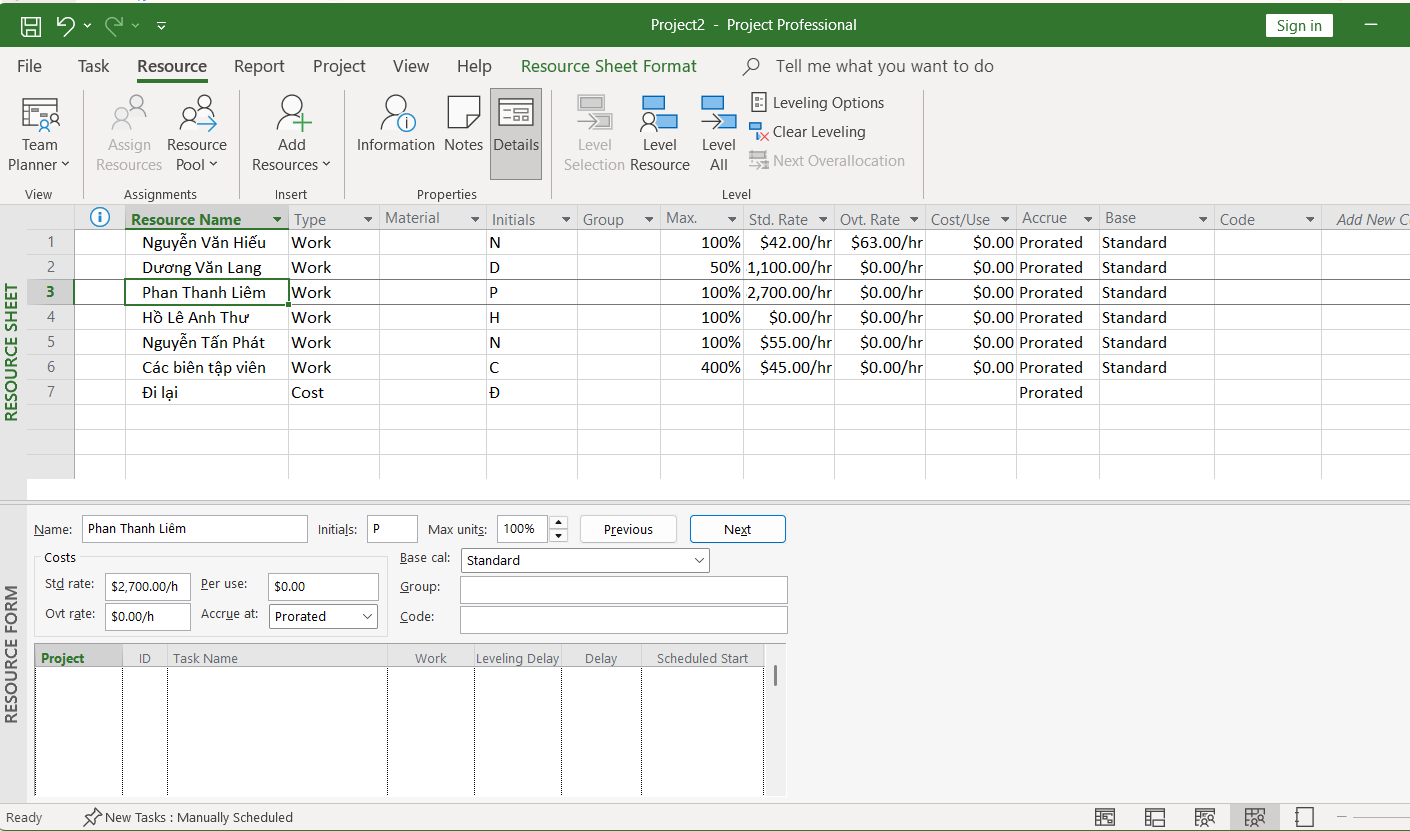 Project2 - Project Professional
Sign in
File Task Resource Report Project View Help Resource Sheet Format Tell me what you want to do
Team Planner
Assign Resources
Resource Pool
Add Resources
Information
Notes
Details
Level Selection
Level Resource
Level All
Leveling Options
Clear Leveling
Next Overallocation
View Assignments Insert Properties Level
Resource Name Type Material Initials Group Max. Std. Rate Ovt. Rate Cost/Use Accrue Base Code Add New C
1 Nguyễn Văn Hiếu Work N 100% $42.00/hr $63.00/hr $0.00 Prorated Standard
2 Dương Văn Lang Work D 50% 1,100.00/hr $0.00/hr $0.00 Prorated Standard
3 Phan Thanh Liêm Work P 100% 2,700.00/hr $0.00/hr $0.00 Prorated Standard
4 Hồ Lê Anh Thư Work H 100% $0.00/hr $0.00/hr $0.00 Prorated Standard
5 Nguyễn Tấn Phát Work N 100% $55.00/hr $0.00/hr $0.00 Prorated Standard
6 Các biên tập viên Work C 400% $45.00/hr $0.00/hr $0.00 Prorated Standard
7 Đi lại Cost Đ Prorated
RESOURCE SHEET
Name: Phan Thanh Liêm Initials: P Max units: 100% Previous Next
Costs
Base cal: Standard
Std rate: $2,700.00/h Per use: $0.00
Group:
Ovt rate: $0.00/h Accrue at: Prorated
Code:
Project ID Task Name Work Leveling Delay Delay Scheduled Start
RESOURCE FORM
Ready New Tasks : Manually Scheduled